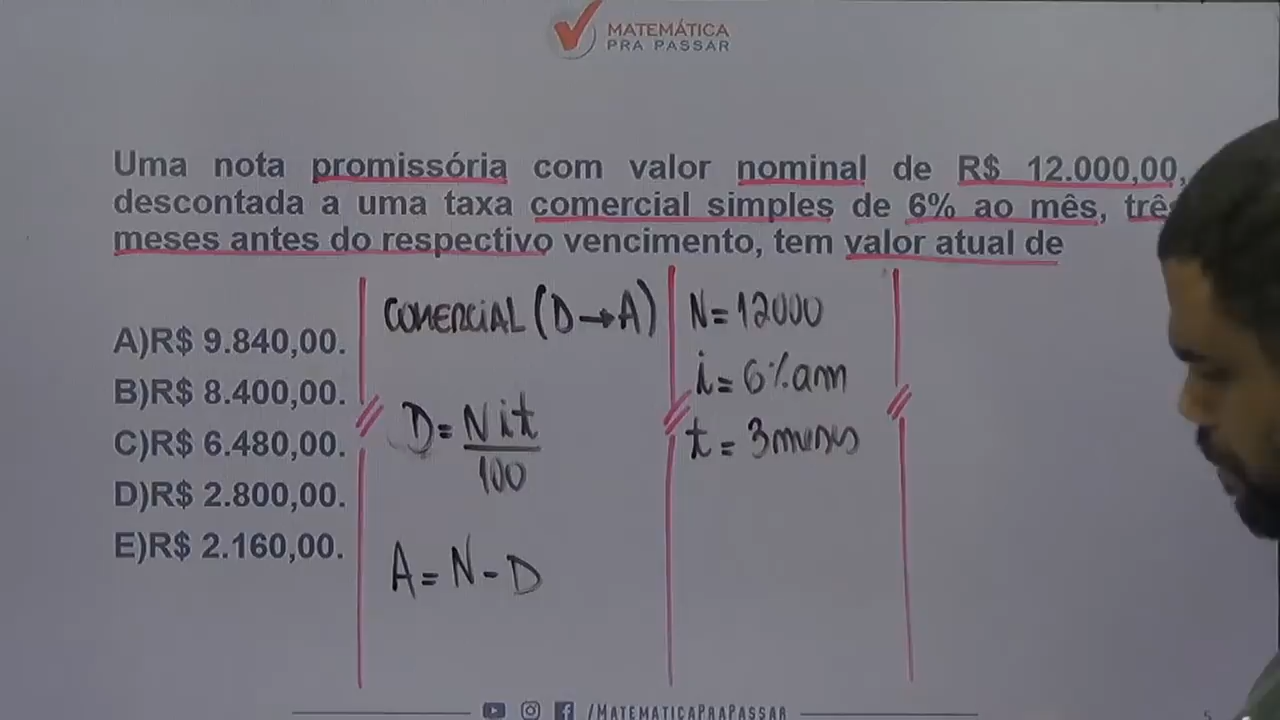 MATEMÁTICA
PRA PASSAR
Uma nota promissória com valor nominal de R$ 12.000,00,
descontada a uma taxa comercial simples de 6% ao mês, três
meses antes do respectivo vencimento, tem valor atual de
A)R$ 9.840,00.
B)R$ 8.400,00.
C)R$ 6.480,00.
D)R$ 2.800,00.
E)R$ 2.160,00.
COMERCIAL (D→A)
D= Nit
100
A= N-D
N=12000
i= 6%am
t= 3meses
/MATEMATICAPRAPASSAR
5